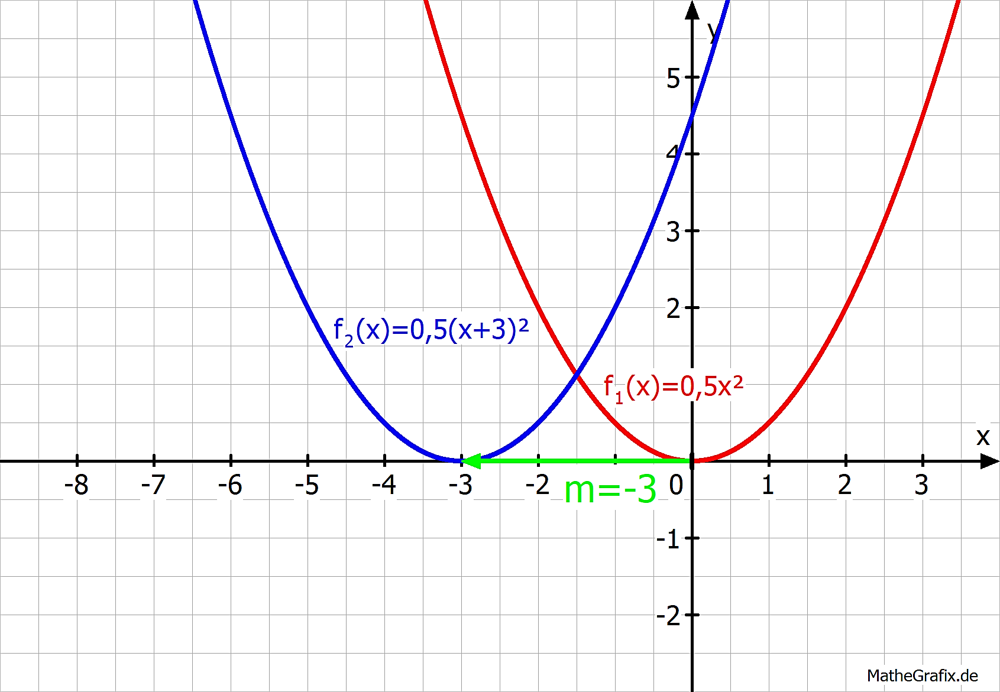 y
5
4
3
2
f₂(x)=0,5(x+3)²
f₁(x)=0,5x²
x
-8 -7 -6 -5 -4 -3 -2 0 1 2 3
m=-3
-1
-2
MatheGrafix.de